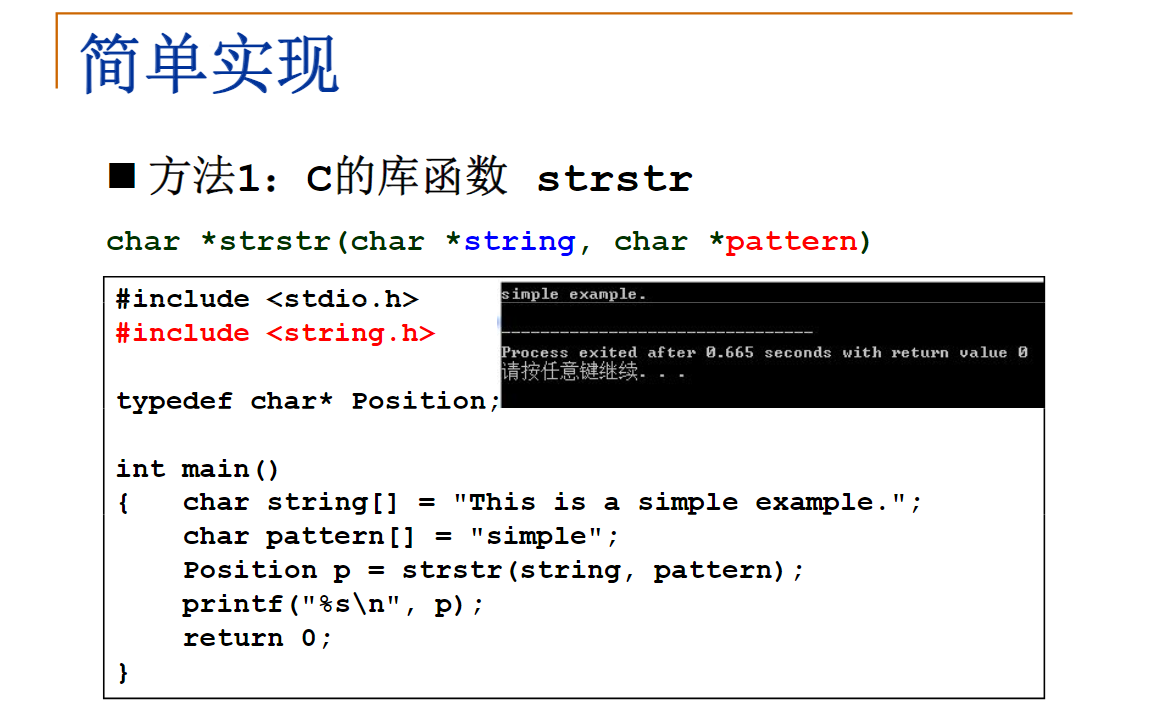 简单实现
■ 方法1：C的库函数 strstr
char *strstr(char *string, char *pattern)
#include <stdio.h>
#include <string.h>
typedef char* Position;
simple example.
--------------------------------
Process exited after 0.665 seconds with return value 0
请按任意键继续. . .
int main()
{ char string[] = "This is a simple example.";
char pattern[] = "simple";
Position p = strstr(string, pattern);
printf("%s\n", p);
return 0;
}